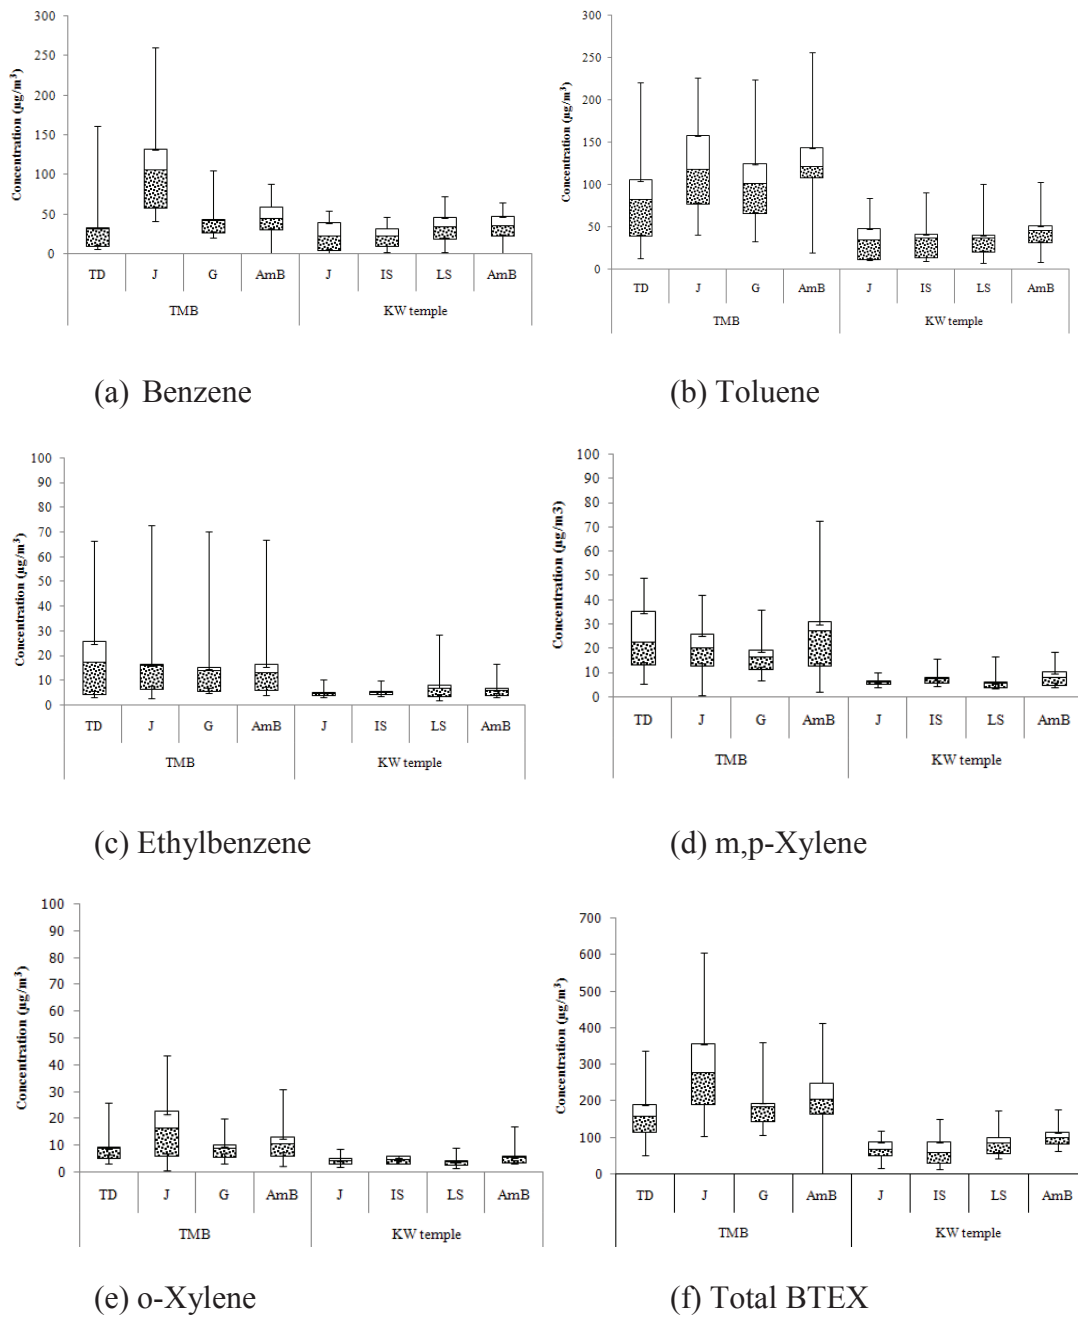 Concentration (µg/m³)
300
250
200
150
100
50
0
TD J G AmB J IS LS AmB
TMB KW temple
(a) Benzene
Concentration (µg/m³)
300
250
200
150
100
50
0
TD J G AmB J IS LS AmB
TMB KW temple
(b) Toluene
Concentration (µg/m³)
100
90
80
70
60
50
40
30
20
10
0
TD J G AmB J IS LS AmB
TMB KW temple
(c) Ethylbenzene
Concentration (µg/m3)
100
90
80
70
60
50
40
30
20
10
0
TD J G AmB J IS LS AmB
TMB KW temple
(d) m,p-Xylene
Concentration (µg/m³)
100
90
80
70
60
50
40
30
20
10
0
TD J G AmB J IS LS AmB
TMB KW temple
(e) o-Xylene
Concentration (µg/m³)
700
600
500
400
300
200
100
0
TD J G AmB J IS LS AmB
TMB KW temple
(f) Total BTEX